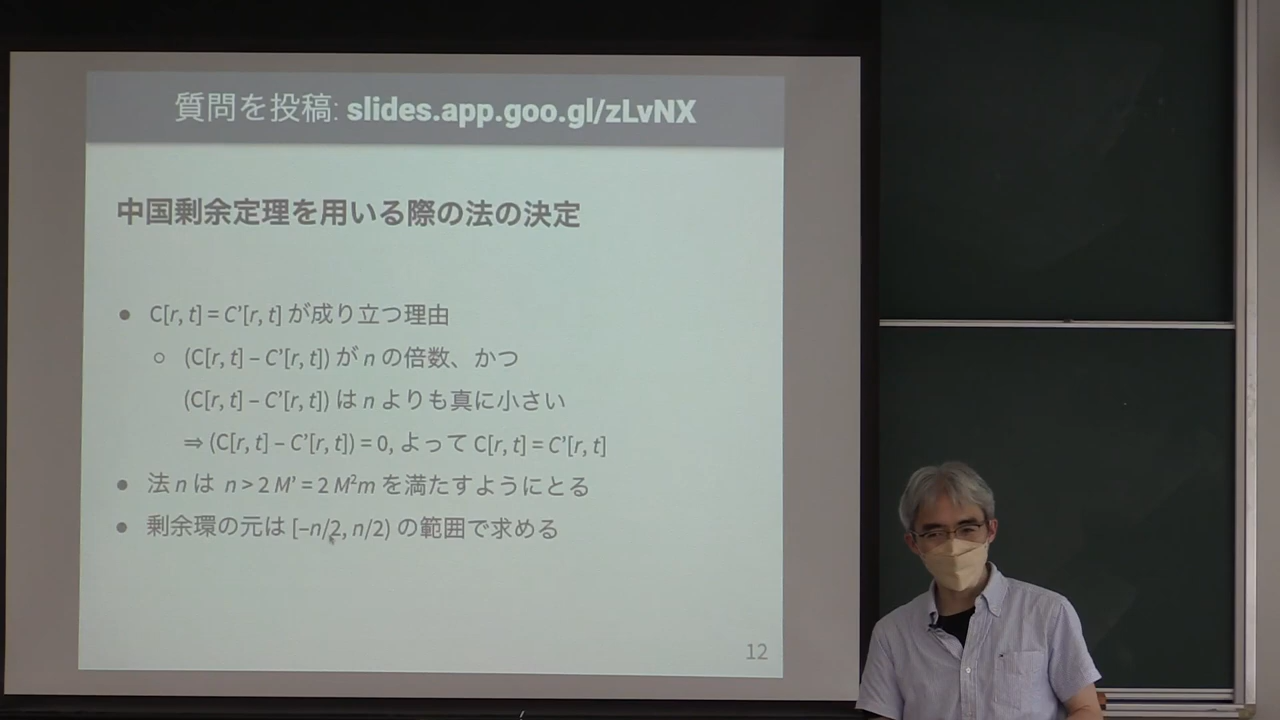 質問を投稿: slides.app.goo.gl/zLvNX
中国剰余定理を用いる際の法の決定
● C[r, t] = C'[r, t] が成り立つ理由
○ (C[r, t] – C'[r, t]) が n の倍数、かつ
(C[r, t] – C'[r, t]) は n よりも真に小さい
⇒ (C[r, t] – C'[r, t]) = 0, よって C[r, t] = C'[r, t]
● 法 n は n > 2 M' = 2 M²m を満たすようにとる
● 剰余環の元は [–n/2, n/2) の範囲で求める
12